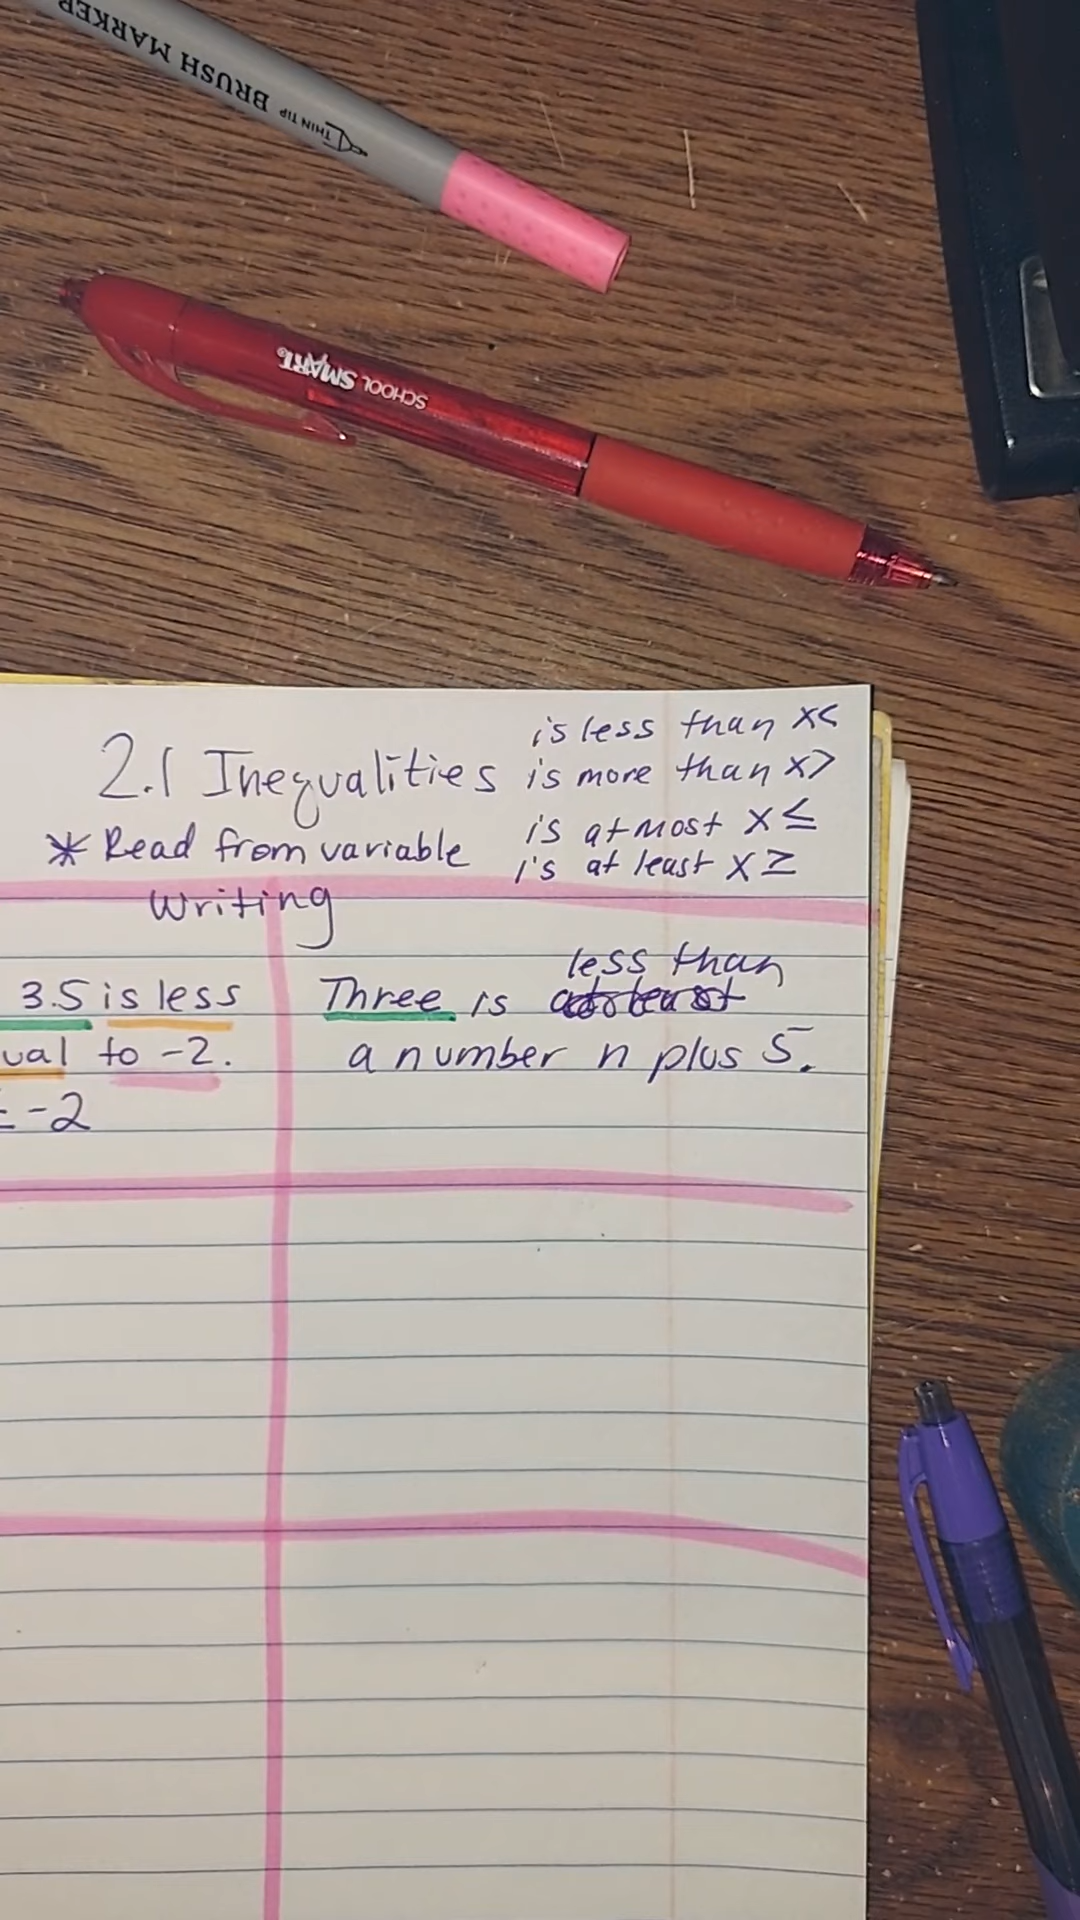 BRUSH MARKER
THIN TIP
SCHOOL SMART
2.1 Inequalities
* Read from variable
is less than x<
is more than x>
is at most x≤
is at least x≥
Writing
3.5 is less
ual to -2.
-2
less than
Three is
a number n plus 5.